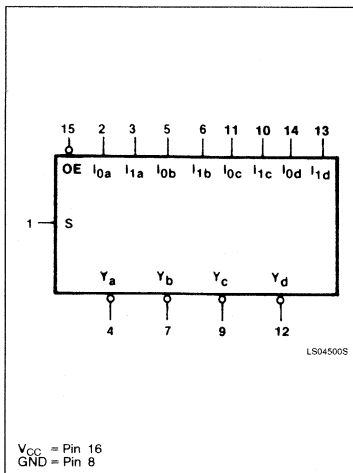 15 2 3 5 6 11 10 14 13
OE I0a I1a I0b I1b I0c I1c I0d I1d
1 S
Ya Yb Yc Yd
4 7 9 12
LS04500S
VCC = Pin 16
GND = Pin 8